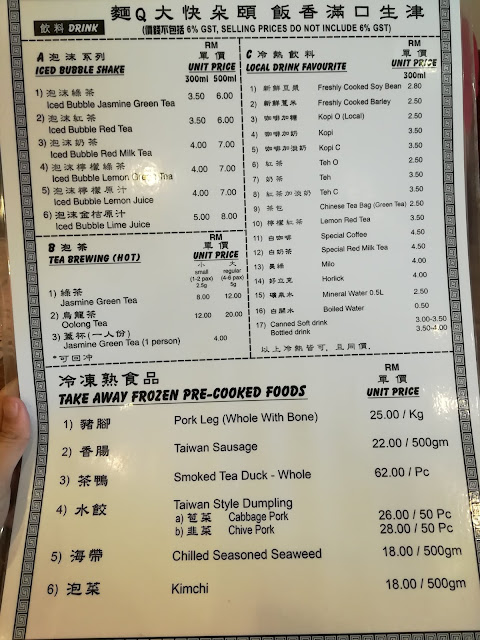 麵Q大快朵頤 飯香滿口生津
飲料 DRINK
(價錢不包括 6% GST, SELLING PRICES DO NOT INCLUDE 6% GST)
A 泡沫系列
ICED BUBBLE SHAKE
RM
單價
UNIT PRICE
300ml 500ml
1) 泡沫綠茶
Iced Bubble Jasmine Green Tea 3.50 6.00
2) 泡沫紅茶
Iced Bubble Red Tea 3.50 6.00
3) 泡沫奶茶
Iced Bubble Red Milk Tea 4.00 7.00
4) 泡沫檸檬綠茶
Iced Bubble Lemon Green Tea 4.00 7.00
5) 泡沫檸檬原汁
Iced Bubble Lemon Juice 4.00 7.00
6) 泡沫金桔原汁
Iced Bubble Lime Juice 5.00 8.00
B 泡茶
TEA BREWING (HOT)
RM
單價
UNIT PRICE
小 大
small regular
(1-2 pax) (4-6 pax)
2.5g 5g
1) 綠茶
Jasmine Green Tea 8.00 12.00
2) 烏龍茶
Oolong Tea 12.00 20.00
3) 蓋杯(一人份)
Jasmine Green Tea (1 person) 4.00
*可回沖
C 冷熱飲料
LOCAL DRINK FAVOURITE
RM
單價
UNIT PRICE
300ml
1) 新鮮豆漿 Freshly Cooked Soy Bean 2.80
2) 新鮮薏米 Freshly Cooked Barley 2.50
3) 咖啡加糖 Kopi O (Local) 2.50
4) 咖啡加奶 Kopi 3.50
5) 咖啡加淡奶 Kopi C 3.50
6) 紅茶 Teh O 2.50
7) 奶茶 Teh 3.50
8) 紅茶加淡奶 Teh C 3.50
9) 茶包 Chinese Tea Bag (Green Tea) 2.50
10) 檸檬紅茶 Lemon Red Tea 3.50
11) 白咖啡 Special Coffee 4.50
12) 白奶茶 Special Red Milk Tea 4.50
13) 美綠 Milo 4.00
14) 好立克 Horlick 4.00
15) 礦泉水 Mineral Water 0.5L 2.50
16) 白開水 Boiled Water 0.50
17) Canned Soft drink 3.00-3.50
Bottled drink 3.50-4.00
以上冷熱皆可，且同價.
冷凍熟食品
TAKE AWAY FROZEN PRE-COOKED FOODS
RM
單價
UNIT PRICE
1) 豬腳 Pork Leg (Whole With Bone) 25.00 / Kg
2) 香腸 Taiwan Sausage 22.00 / 500gm
3) 茶鴨 Smoked Tea Duck - Whole 62.00 / Pc
4) 水餃 Taiwan Style Dumpling
a) 苞菜 Cabbage Pork 26.00 / 50 Pc
b) 韭菜 Chive Pork 28.00 / 50 Pc
5) 海帶 Chilled Seasoned Seaweed 18.00 / 500gm
6) 泡菜 Kimchi 18.00 / 500gm